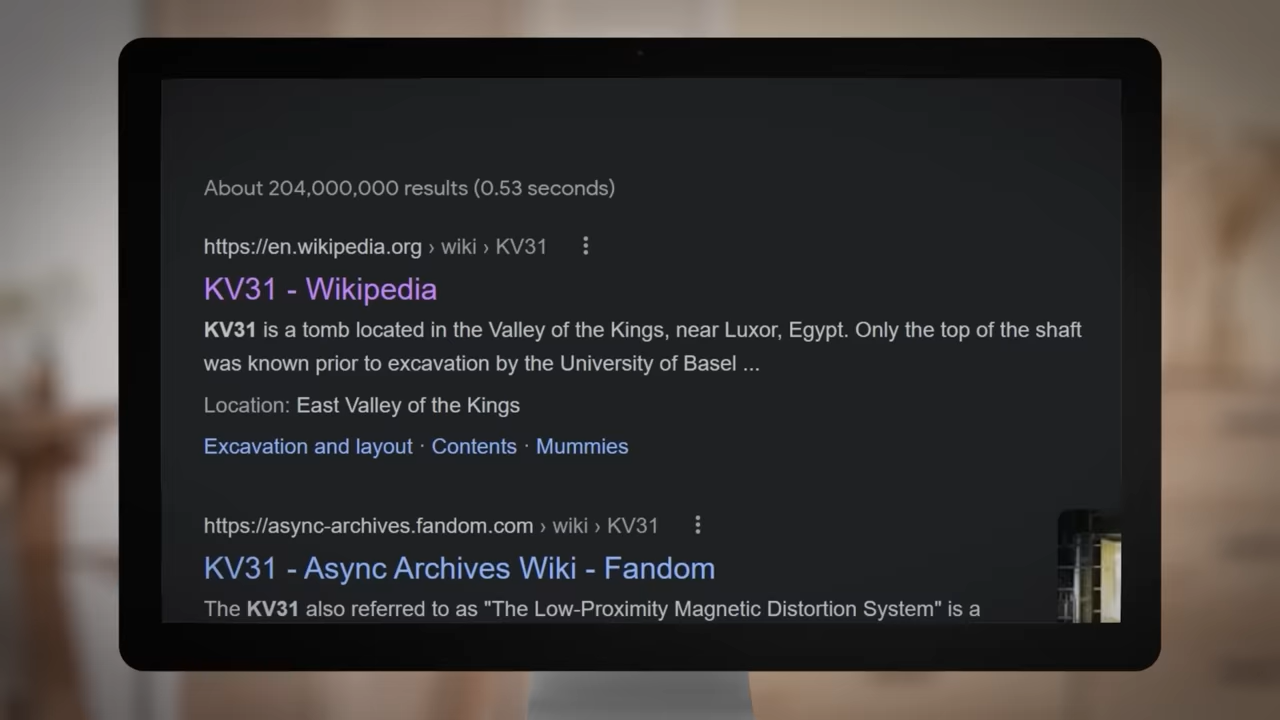 About 204,000,000 results (0.53 seconds)
https://en.wikipedia.org › wiki › KV31
KV31 - Wikipedia
KV31 is a tomb located in the Valley of the Kings, near Luxor, Egypt. Only the top of the shaft
was known prior to excavation by the University of Basel ...
Location: East Valley of the Kings
Excavation and layout · Contents · Mummies
https://async-archives.fandom.com › wiki › KV31
KV31 - Async Archives Wiki - Fandom
The KV31 also referred to as "The Low-Proximity Magnetic Distortion System" is a